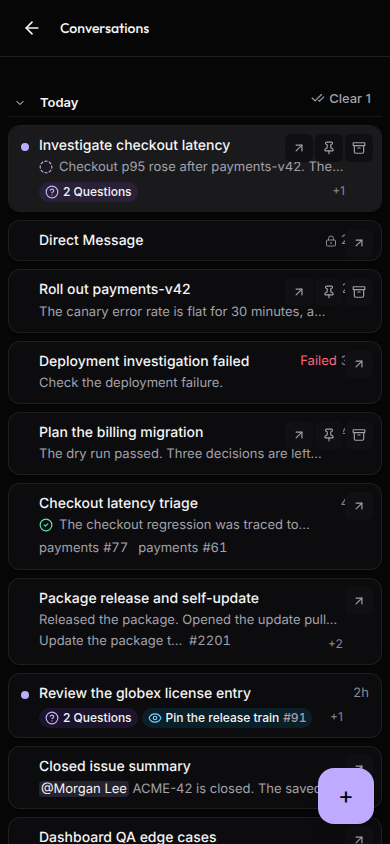 Conversations
Today
Clear 1
Investigate checkout latency
Checkout p95 rose after payments-v42. The...
2 Questions
+1
Direct Message
Roll out payments-v42
The canary error rate is flat for 30 minutes, a...
Deployment investigation failed
Failed
Check the deployment failure.
Plan the billing migration
The dry run passed. Three decisions are left...
Checkout latency triage
The checkout regression was traced to...
payments #77 payments #61
Package release and self-update
Released the package. Opened the update pull...
Update the package t... #2201
+2
Review the globex license entry
2h
2 Questions
Pin the release train #91
+1
Closed issue summary
@Morgan Lee ACME-42 is closed. The saved
+
Dashboard QA edge cases